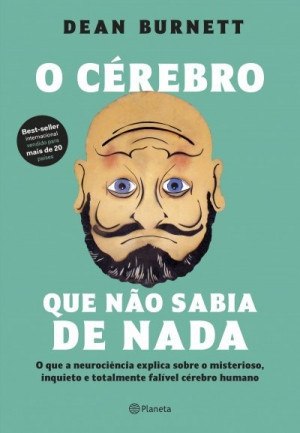 DEAN BURNETT
O CÉREBRO
Best-seller
internacional
vendido para
mais de 20
países
QUE NÃO SABIA
DE NADA
O que a neurociência explica sobre o misterioso,
inquieto e totalmente falível cérebro humano
Planeta